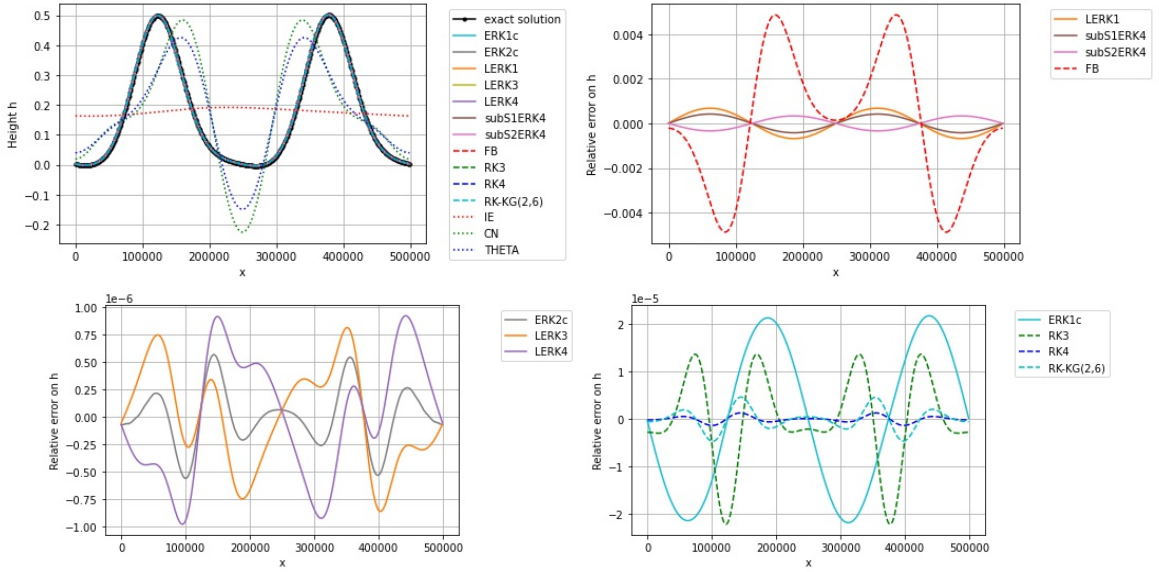 0.5
0.4
0.3
0.2
0.1
0.0
−0.1
−0.2
Height h
0 100000 200000 300000 400000 500000
x
exact solution
ERK1c
ERK2c
LERK1
LERK3
LERK4
subS1ERK4
subS2ERK4
FB
RK3
RK4
RK-KG(2,6)
IE
CN
THETA
0.004
0.002
0.000
−0.002
−0.004
Relative error on h
0 100000 200000 300000 400000 500000
x
LERK1
subS1ERK4
subS2ERK4
FB
1e−6
1.00
0.75
0.50
0.25
0.00
−0.25
−0.50
−0.75
−1.00
Relative error on h
0 100000 200000 300000 400000 500000
x
ERK2c
LERK3
LERK4
1e−5
2
1
0
−1
−2
Relative error on h
0 100000 200000 300000 400000 500000
x
ERK1c
RK3
RK4
RK-KG(2,6)